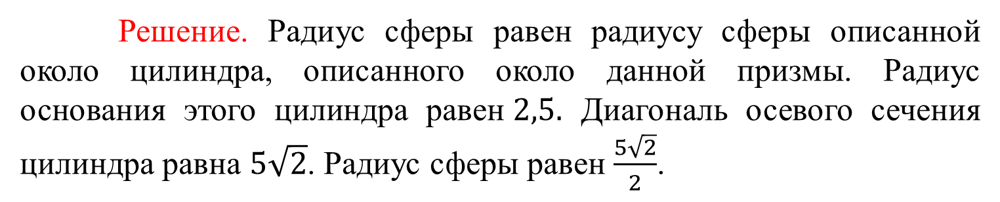 Решение. Радиус сферы равен радиусу сферы описанной
около цилиндра, описанного около данной призмы. Радиус
основания этого цилиндра равен 2,5. Диагональ осевого сечения
цилиндра равна 5√2. Радиус сферы равен 5√2/2.